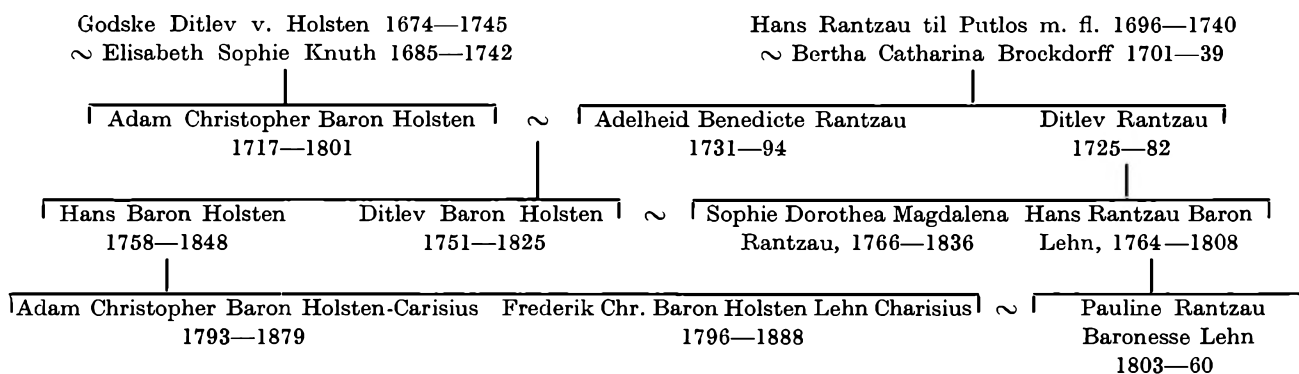 Godske Ditlev v. Holsten 1674—1745
~ Elisabeth Sophie Knuth 1685—1742
Hans Rantzau til Putlos m. fl. 1696—1740
~ Bertha Catharina Brockdorff 1701—39
Adam Christopher Baron Holsten ~ Adelheid Benedicte Rantzau Ditlev Rantzau
1717—1801 1731—94 1725—82
Hans Baron Holsten Ditlev Baron Holsten ~ Sophie Dorothea Magdalena Hans Rantzau Baron
1758—1848 1751—1825 Rantzau, 1766—1836 Lehn, 1764—1808
Adam Christopher Baron Holsten-Carisius Frederik Chr. Baron Holsten Lehn Charisius ~ Pauline Rantzau
1793—1879 1796—1888 Baronesse Lehn
1803—60